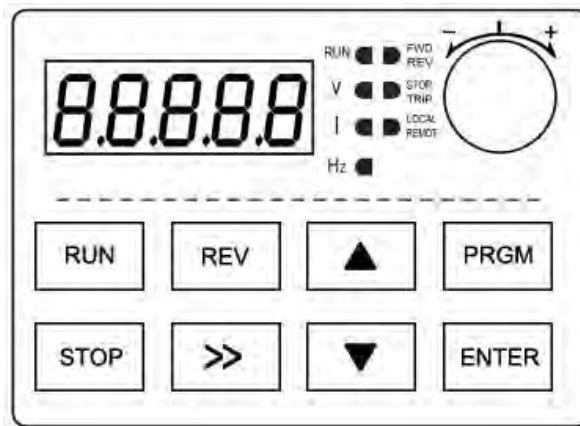 − +
8.8.8.8.8
RUN FWD REV
V STOP TRIP
I LOCAL REMOT
Hz
RUN REV ▲ PRGM
STOP >> ▼ ENTER